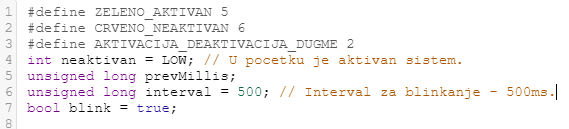 1 #define ZELENO_AKTIVAN 5
2 #define CRVENO_NEAKTIVAN 6
3 #define AKTIVACIJA_DEAKTIVACIJA_DUGME 2
4 int neaktivan = LOW; // U pocetku je aktivan sistem.
5 unsigned long prevMillis;
6 unsigned long interval = 500; // Interval za blinkanje - 500ms.
7 bool blink = true;
8